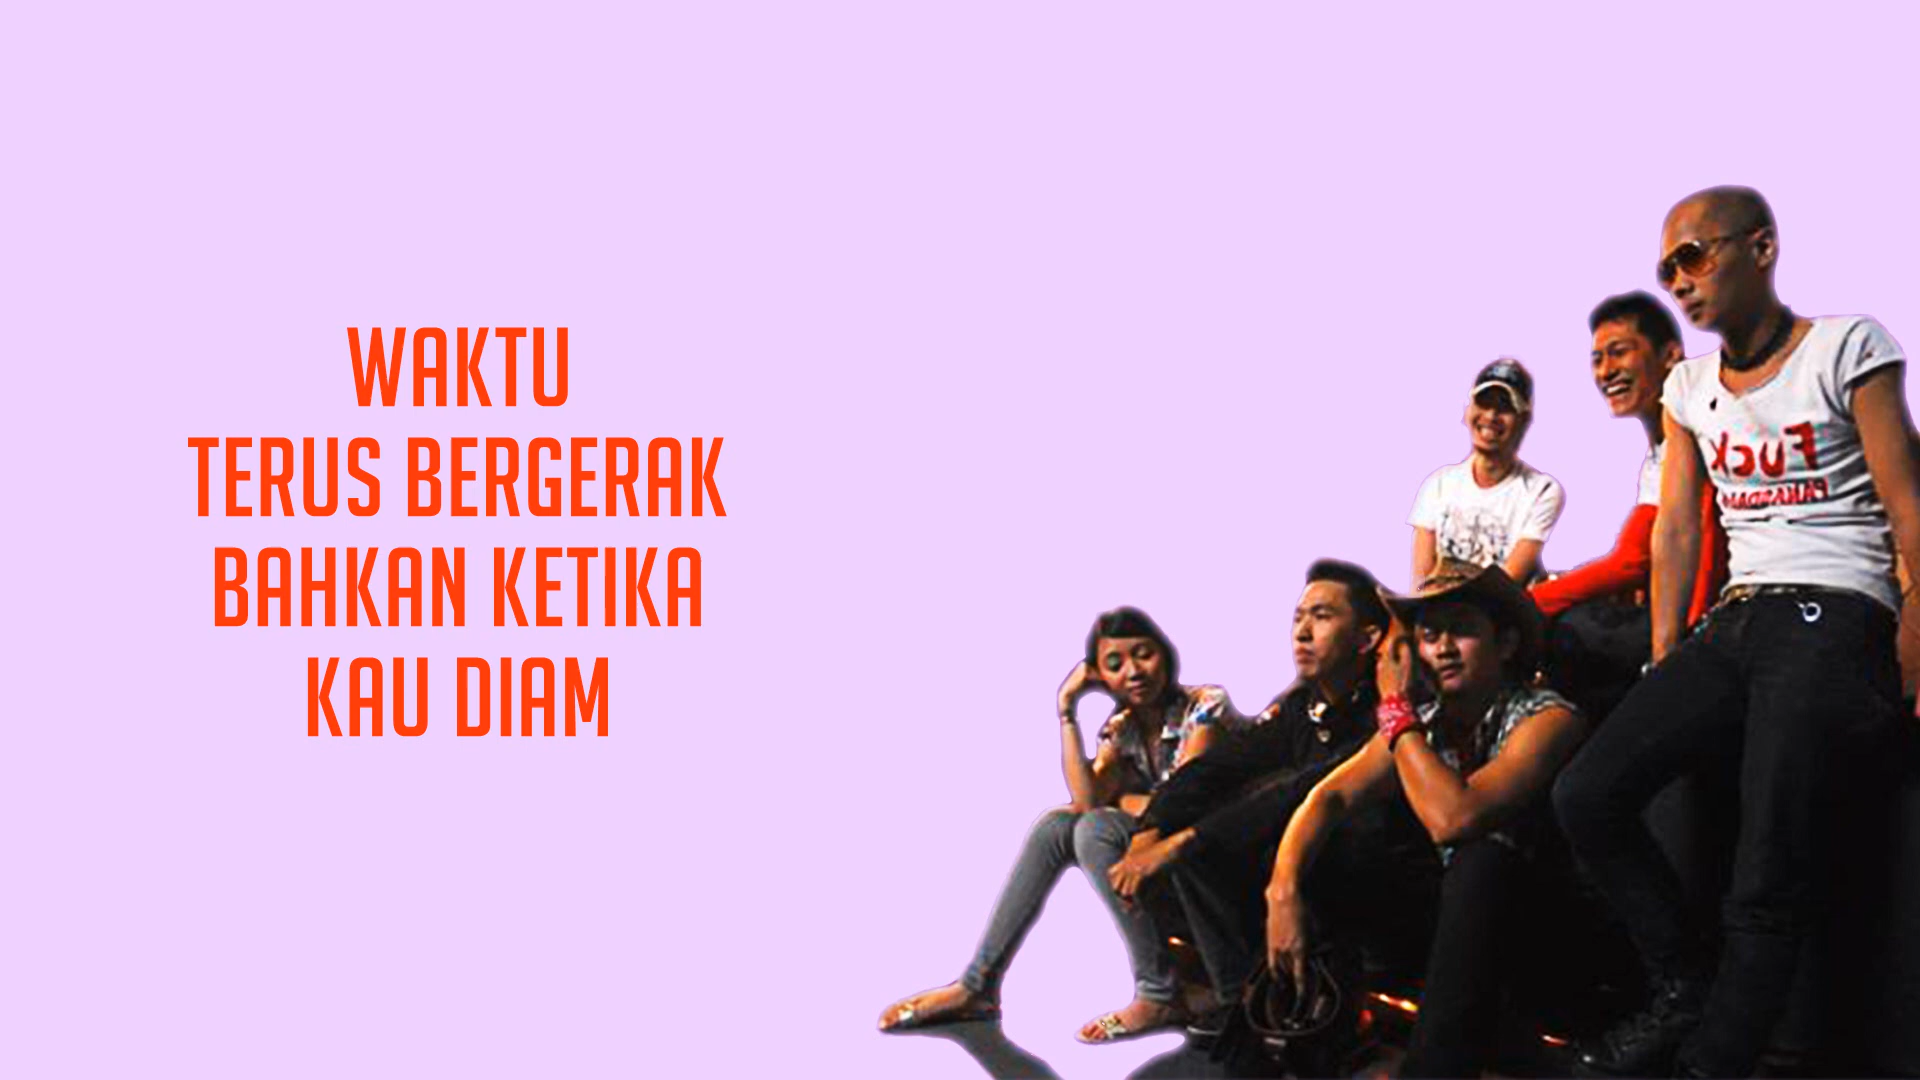 WAKTU
TERUS BERGERAK
BAHKAN KETIKA
KAU DIAM
FUCK